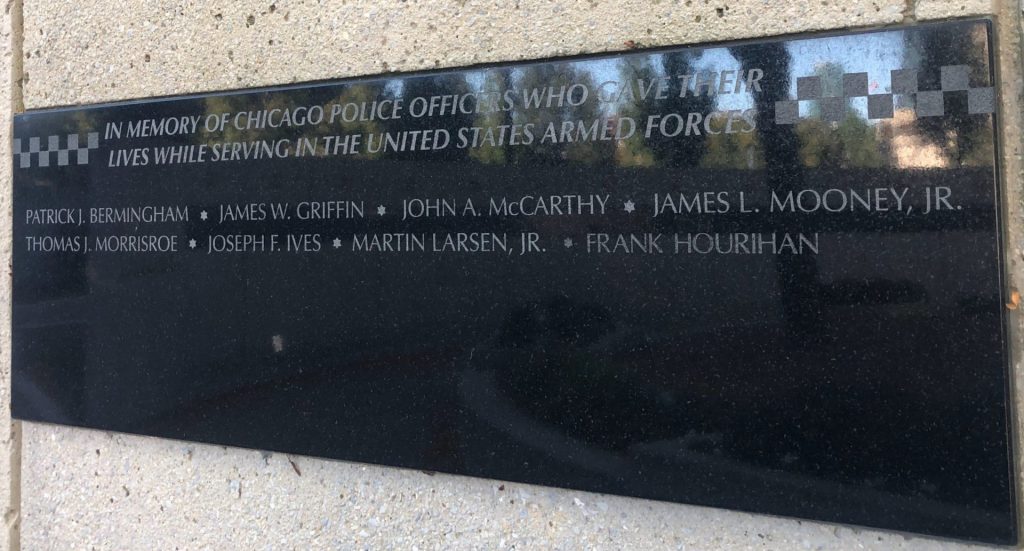 IN MEMORY OF CHICAGO POLICE OFFICERS WHO GAVE THEIR
LIVES WHILE SERVING IN THE UNITED STATES ARMED FORCES
PATRICK J. BERMINGHAM ✶ JAMES W. GRIFFIN ✶ JOHN A. McCARTHY ✶ JAMES L. MOONEY, JR.
THOMAS J. MORRISROE ✶ JOSEPH F. IVES ✶ MARTIN LARSEN, JR. ✶ FRANK HOURIHAN